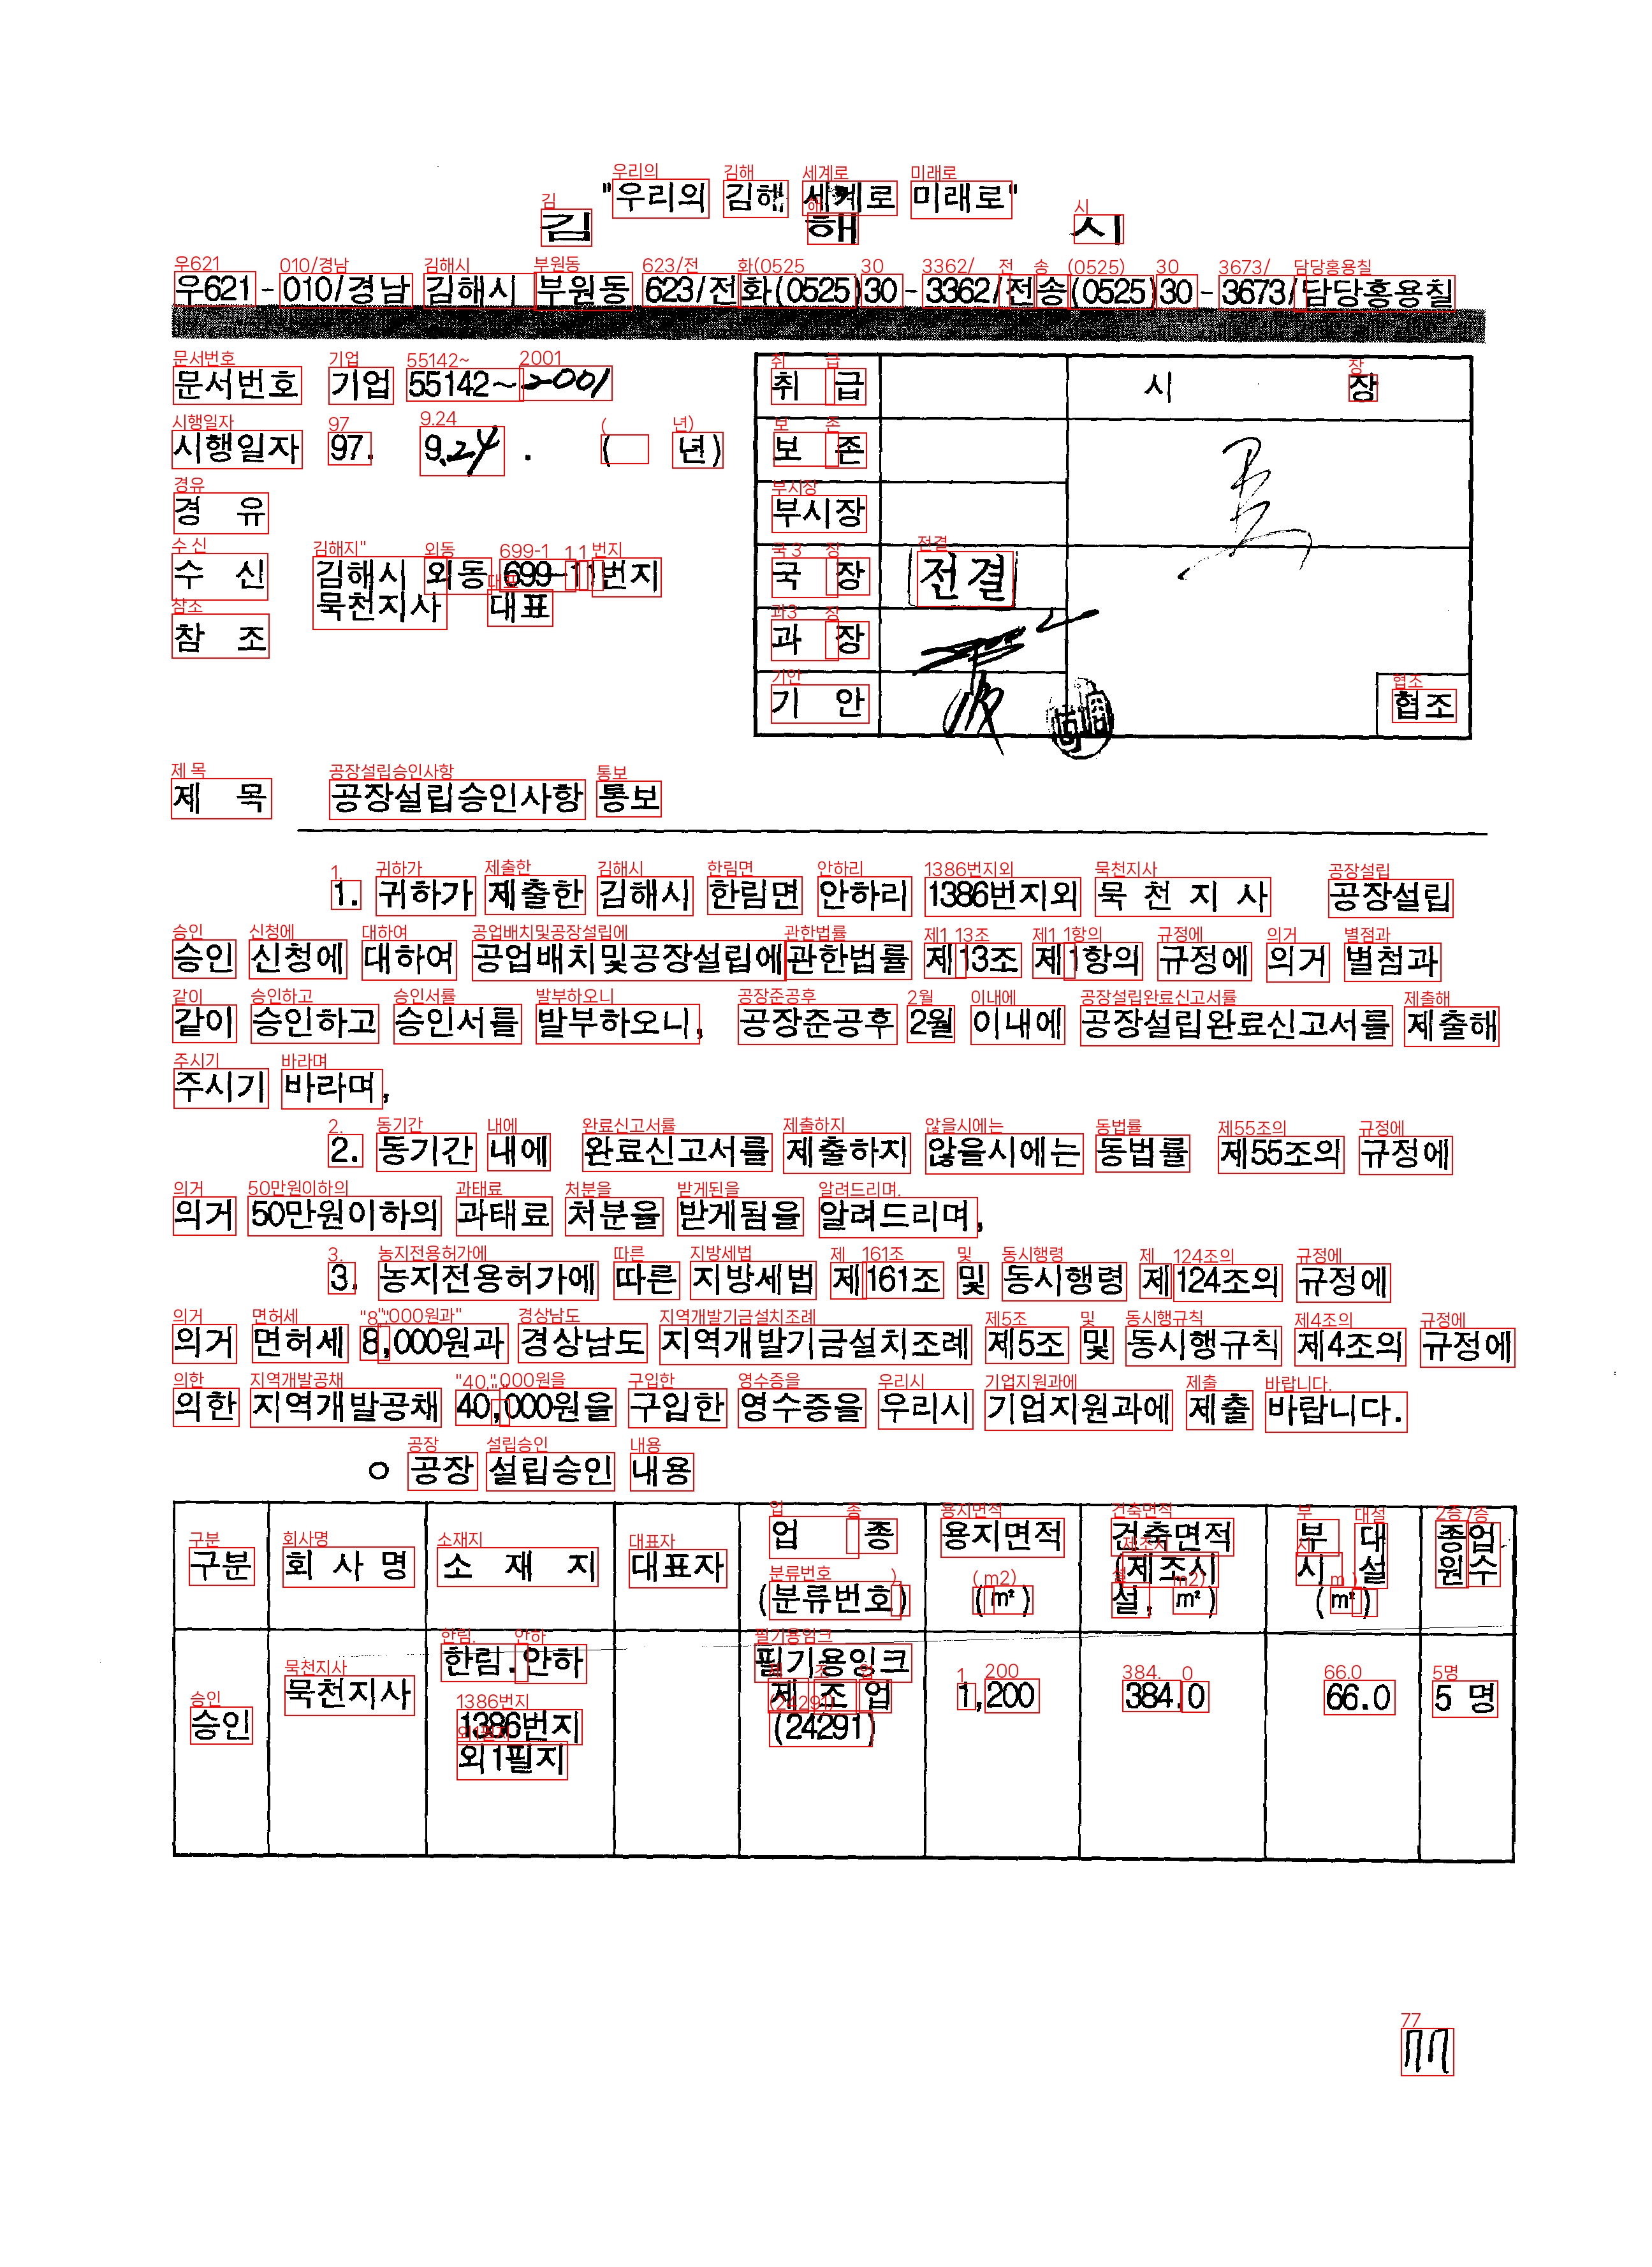 "우리의 김해 세계로 미래로"
김 해 시
우621-010/경남 김해시 부원동 623/전화(0525)30-3362/전송(0525)30-3673/담당홍용칠
문서번호 기업 55142~2001
시행일자 97. 9.24 . ( 년)
경 유
수 신 김해시 외동 699-11번지
묵천지사 대표
참 조
취 급 시 장
보 존
부시장
국 장 전결
과 장
기 안 협조
제 목 공장설립승인사항 통보
1. 귀하가 제출한 김해시 한림면 안하리 1386번지외 묵 천 지 사 공장설립
승인 신청에 대하여 공업배치및공장설립에관한법률 제13조 제1항의 규정에 의거 별첨과
같이 승인하고 승인서를 발부하오니, 공장준공후 2월 이내에 공장설립완료신고서를 제출해
주시기 바라며,
2. 동기간 내에 완료신고서를 제출하지 않을시에는 동법률 제55조의 규정에
의거 50만원이하의 과태료 처분을 받게됨을 알려드리며,
3. 농지전용허가에 따른 지방세법 제161조 및 동시행령 제124조의 규정에
의거 면허세 8,000원과 경상남도 지역개발기금설치조례 제5조 및 동시행규칙 제4조의 규정에
의한 지역개발공채 40,000원을 구입한 영수증을 우리시 기업지원과에 제출 바랍니다.
ㅇ 공장 설립승인 내용
구분 회 사 명 소 재 지 대표자 업 종 (분류번호) 용지면적 (㎡) 건축면적 (제조시설, ㎡) 부대시설 (㎡) 종업원수
승인 묵천지사 한림.안하 1386번지 외1필지 필기용잉크 제 조 업 (24291) 1,200 384.0 66.0 5 명
77